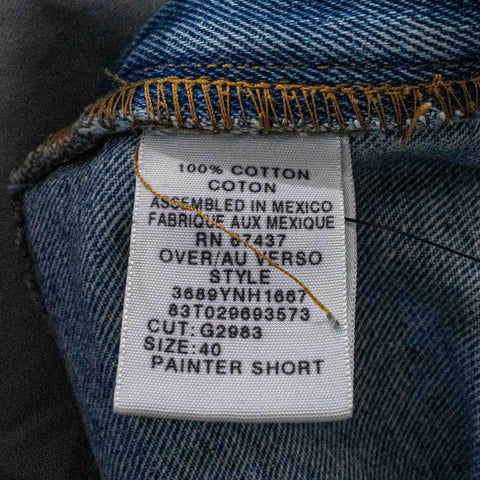 100% COTTON
COTON
ASSEMBLED IN MEXICO
FABRIQUE AUX MEXIQUE
RN 67437
OVER/AU VERSO
STYLE
3689YNH1667
83T029693573
CUT: G2983
SIZE: 40
PAINTER SHORT